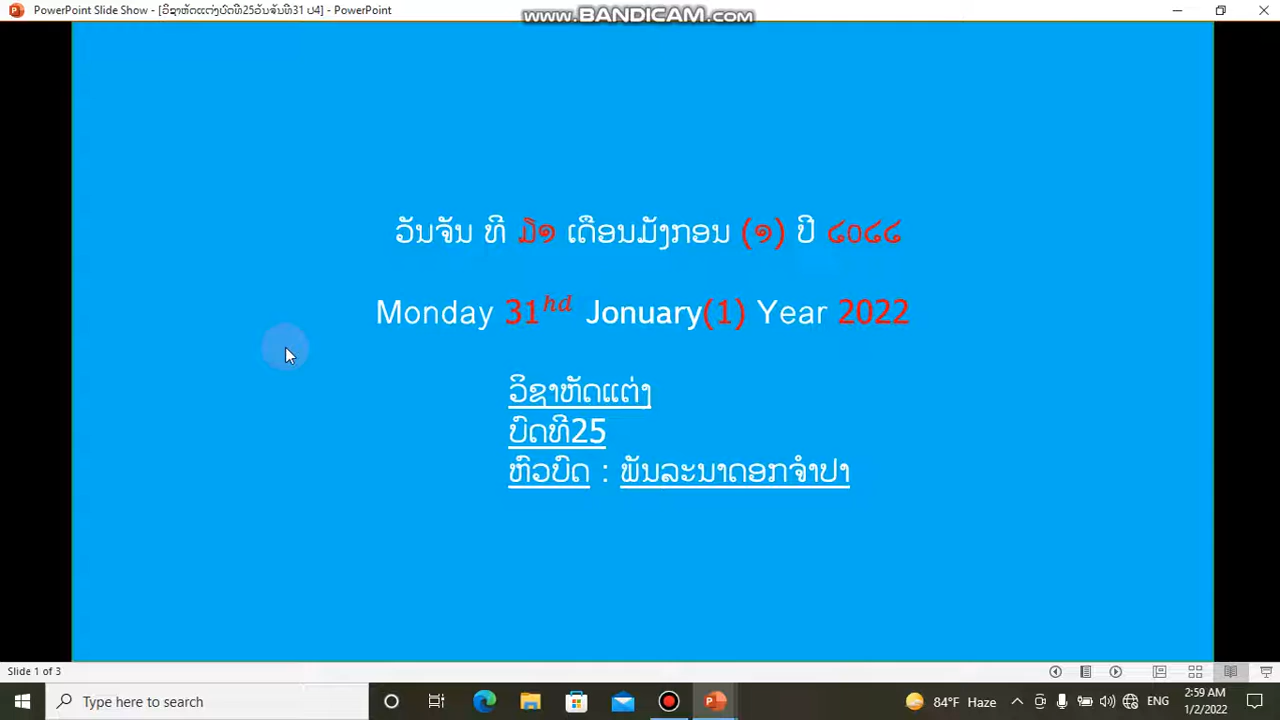 PowerPoint Slide Show - [ວິຊາຫັດແຕ່ງບົດທີ25ວັນຈັນທີ31 ປ4] - PowerPoint
www.BANDICAM.com
ວັນຈັນ ທີ ໓໑ ເດືອນມັງກອນ (໑) ປີ
Monday 31hd Jonuary(1) Year 2022
ວິຊາຫັດແຕ່ງ
ບົດທີ25
ຫົວບົດ : ພັນລະນາດອກຈຳປາ
Slide 1 of 3
Type here to search
84°F Haze
ENG
2:59 AM
1/2/2022